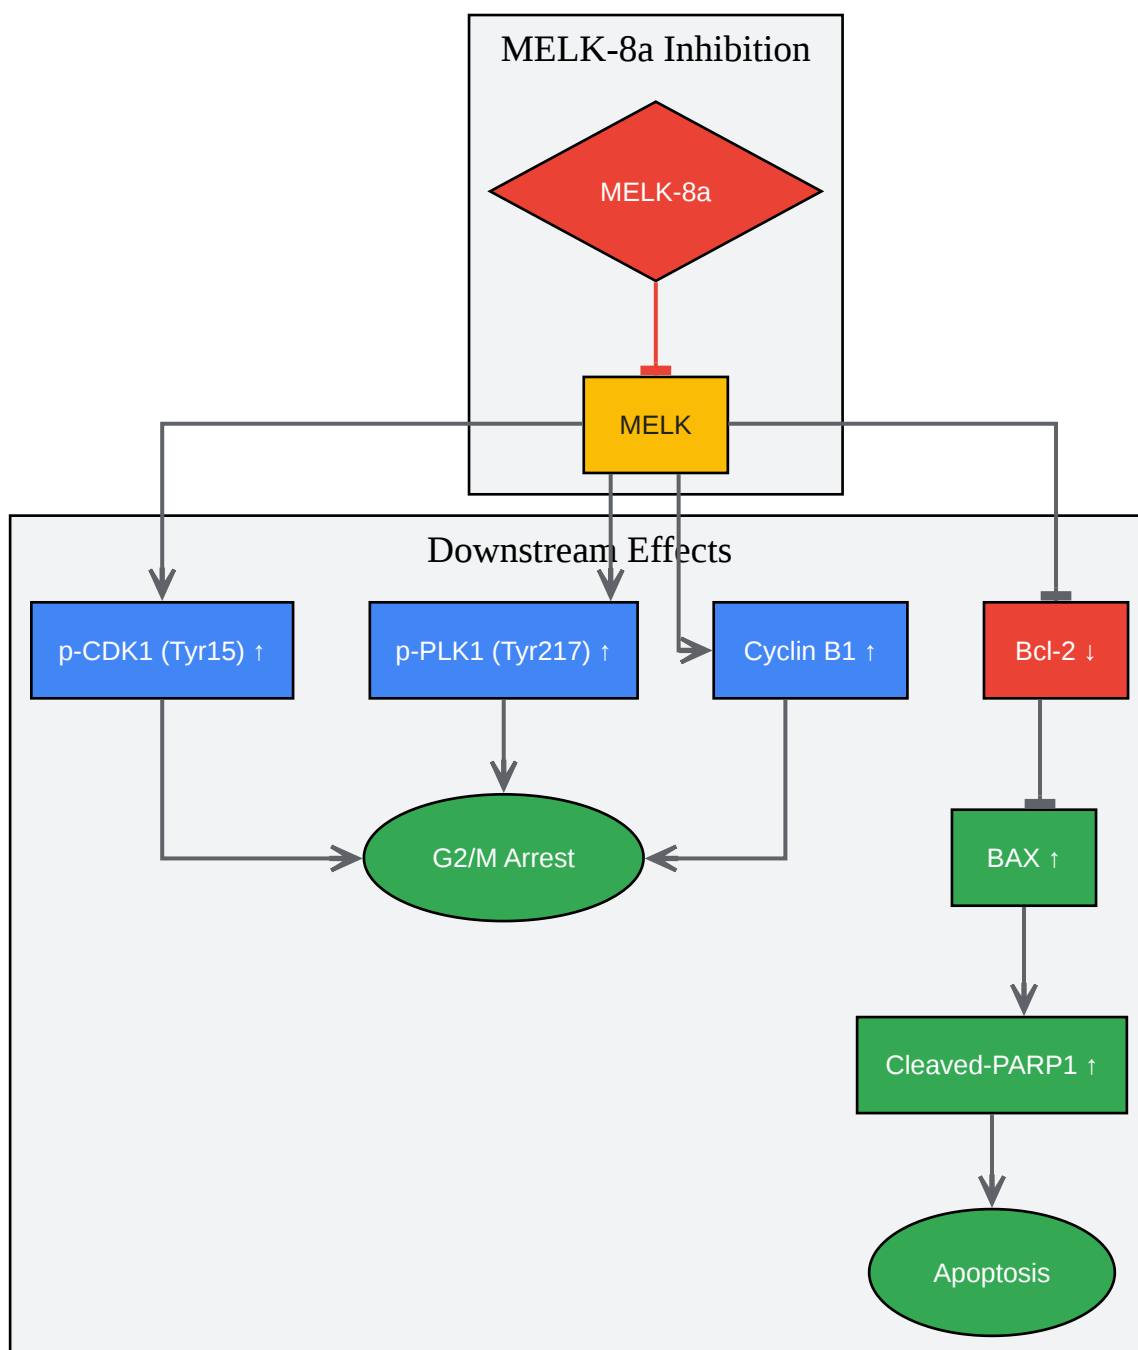 MELK-8a Inhibition
MELK-8a
MELK
Downstream Effects
p-CDK1 (Tyr15) ↑
p-PLK1 (Tyr217) ↑
Cyclin B1 ↑
Bcl-2 ↓
G2/M Arrest
BAX ↑
Cleaved-PARP1 ↑
Apoptosis